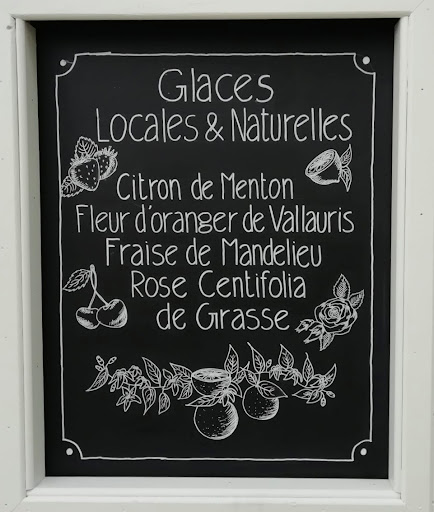 Glaces
Locales & Naturelles
Citron de Menton
Fleur d'oranger de Vallauris
Fraise de Mandelieu
Rose Centifolia
de Grasse